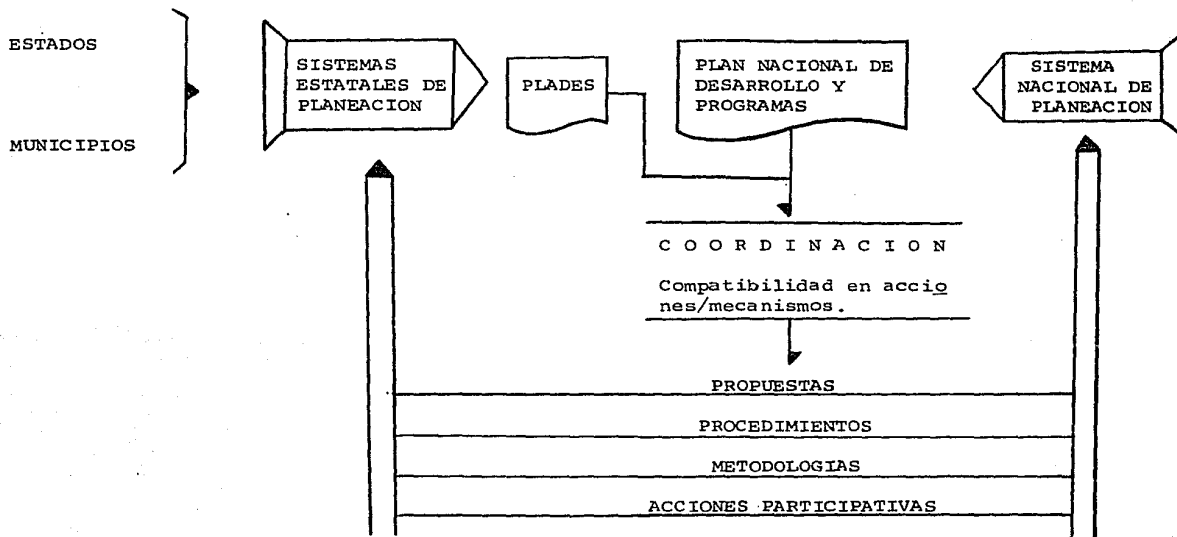 ESTADOS
MUNICIPIOS
SISTEMAS
ESTATALES DE
PLANEACION
PLADES
PLAN NACIONAL DE
DESARROLLO Y
PROGRAMAS
SISTEMA
NACIONAL DE
PLANEACION
C O O R D I N A C I O N
Compatibilidad en accio
nes/mecanismos.
PROPUESTAS
PROCEDIMIENTOS
METODOLOGIAS
ACCIONES PARTICIPATIVAS